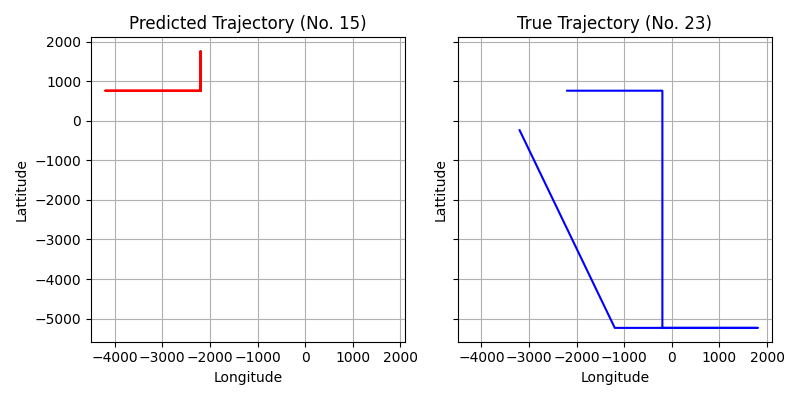 Predicted Trajectory (No. 15)
True Trajectory (No. 23)
2000
1000
0
−1000
−2000
−3000
−4000
−5000
Lattitude
Lattitude
−4000 −3000 −2000 −1000 0 1000 2000
−4000 −3000 −2000 −1000 0 1000 2000
Longitude
Longitude